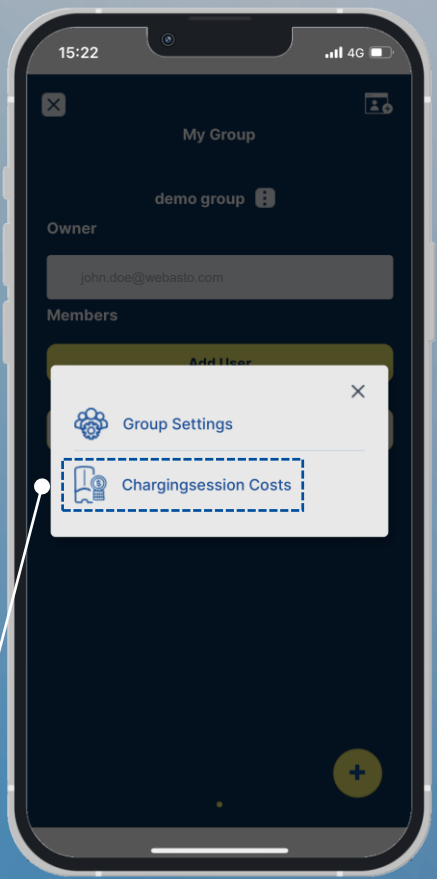 15:22
4G
My Group
demo group
Owner
john.doe@webasto.com
Members
Add User
Group Settings
Chargingsession Costs